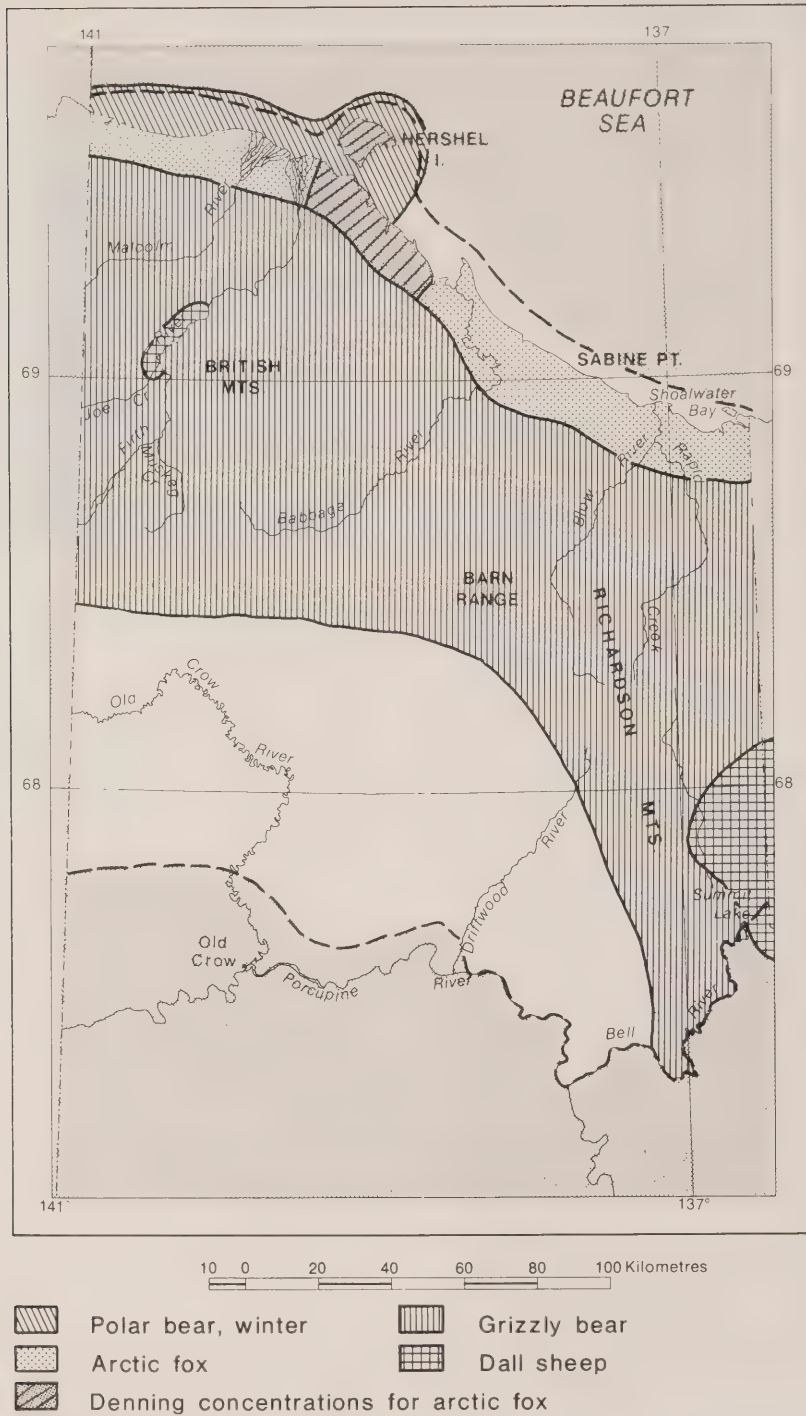 141
137
BEAUFORT
SEA
HERSHEL
I.
River
Malcolm
River
BRITISH
MTS.
SABINE PT.
69
69
Shoalwater
Bay
Joe Cr
Firth
Muskeg
Cr
River
Babbage
River
Rapid
Blow
BARN
RANGE
RICHARDSON
MTS.
Creek
Old
Crow
River
68
68
River
Driftwood
Summit
Lake
Old
Crow
Porcupine
River
Bell
River
141°
137°
10 0 20 40 60 80 100 Kilometres
Polar bear, winter
Grizzly bear
Arctic fox
Dall sheep
Denning concentrations for arctic fox